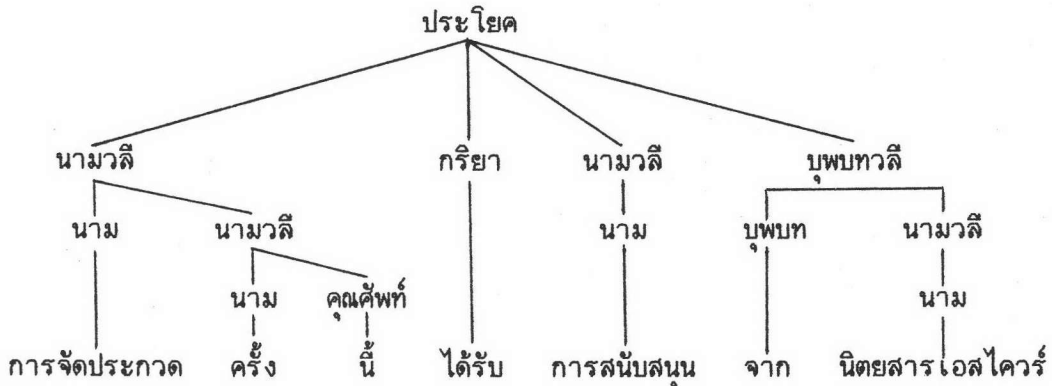 ประโยค
นามวลี กริยา นามวลี บุพบทวลี
นาม นามวลี นาม บุพบท นามวลี
นาม คุณศัพท์ นาม
การจัดประกวด ครั้ง นี้ ได้รับ การสนับสนุน จาก นิตยสารเอสไควร์